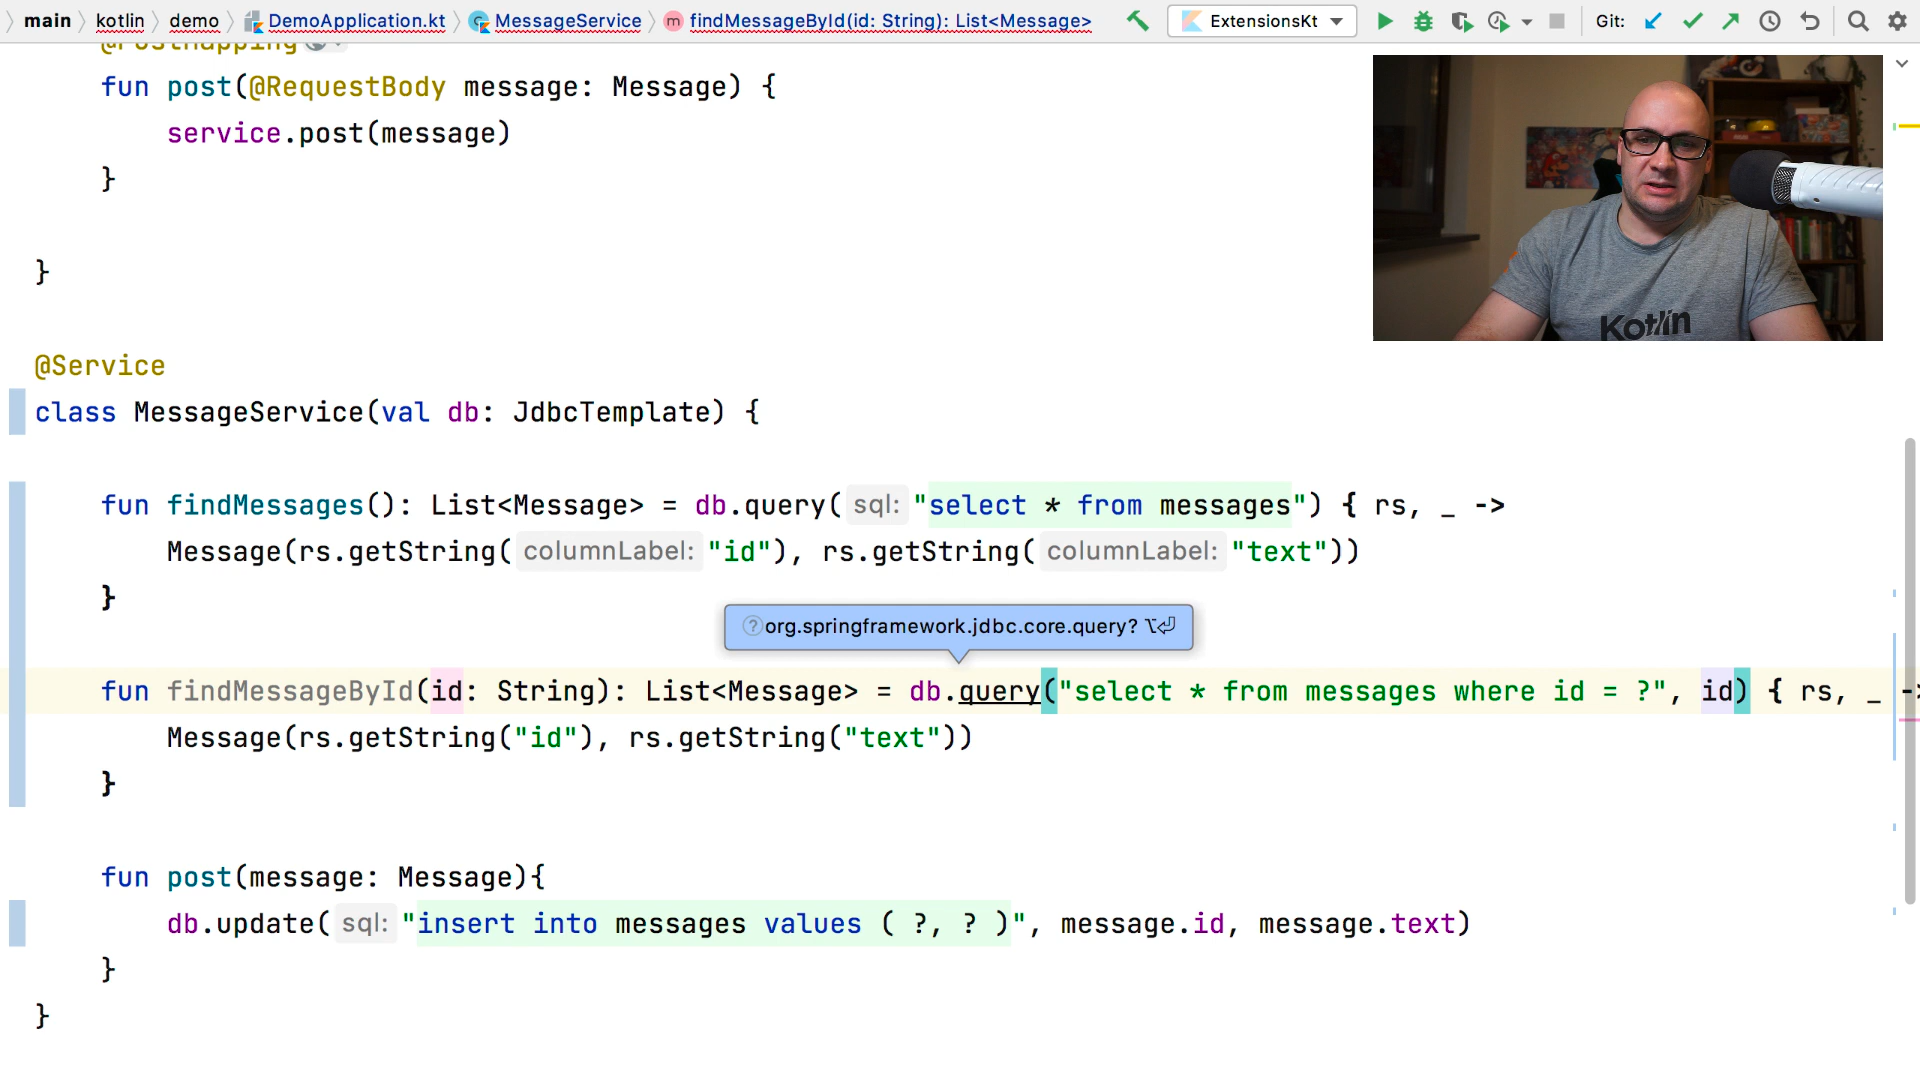 main kotlin demo DemoApplication.kt MessageService m findMessageById(id: String): List<Message> ExtensionsKt Git:
@PostMapping
fun post(@RequestBody message: Message) {
service.post(message)
}
}
Kotlin
@Service
class MessageService(val db: JdbcTemplate) {
fun findMessages(): List<Message> = db.query( sql: "select * from messages") { rs, _ ->
Message(rs.getString( columnLabel: "id"), rs.getString( columnLabel: "text"))
}
?org.springframework.jdbc.core.query? ⌥⏎
fun findMessageById(id: String): List<Message> = db.query("select * from messages where id = ?", id) { rs, _ ->
Message(rs.getString("id"), rs.getString("text"))
}
fun post(message: Message){
db.update( sql: "insert into messages values ( ?, ? )", message.id, message.text)
}
}